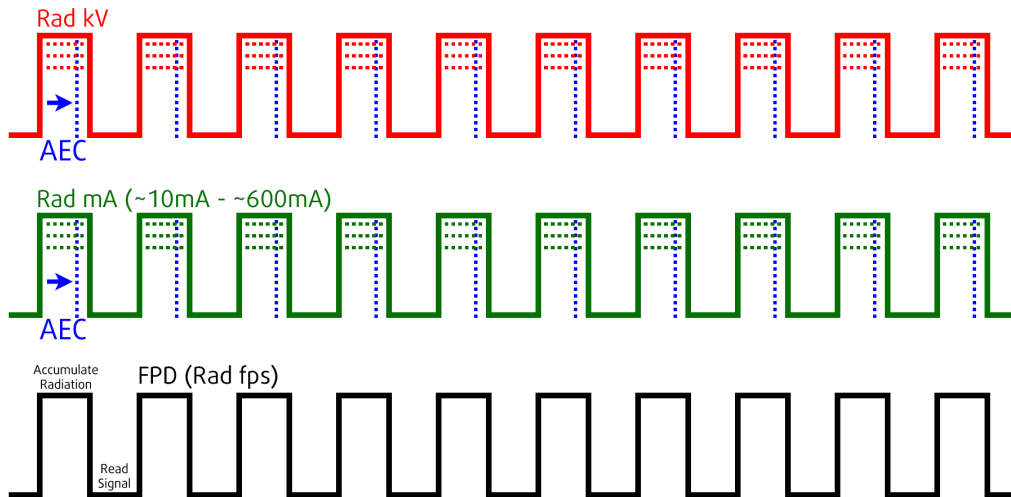 Rad kV
AEC
Rad mA (~10mA - ~600mA)
AEC
Accumulate
Radiation
FPD (Rad fps)
Read
Signal